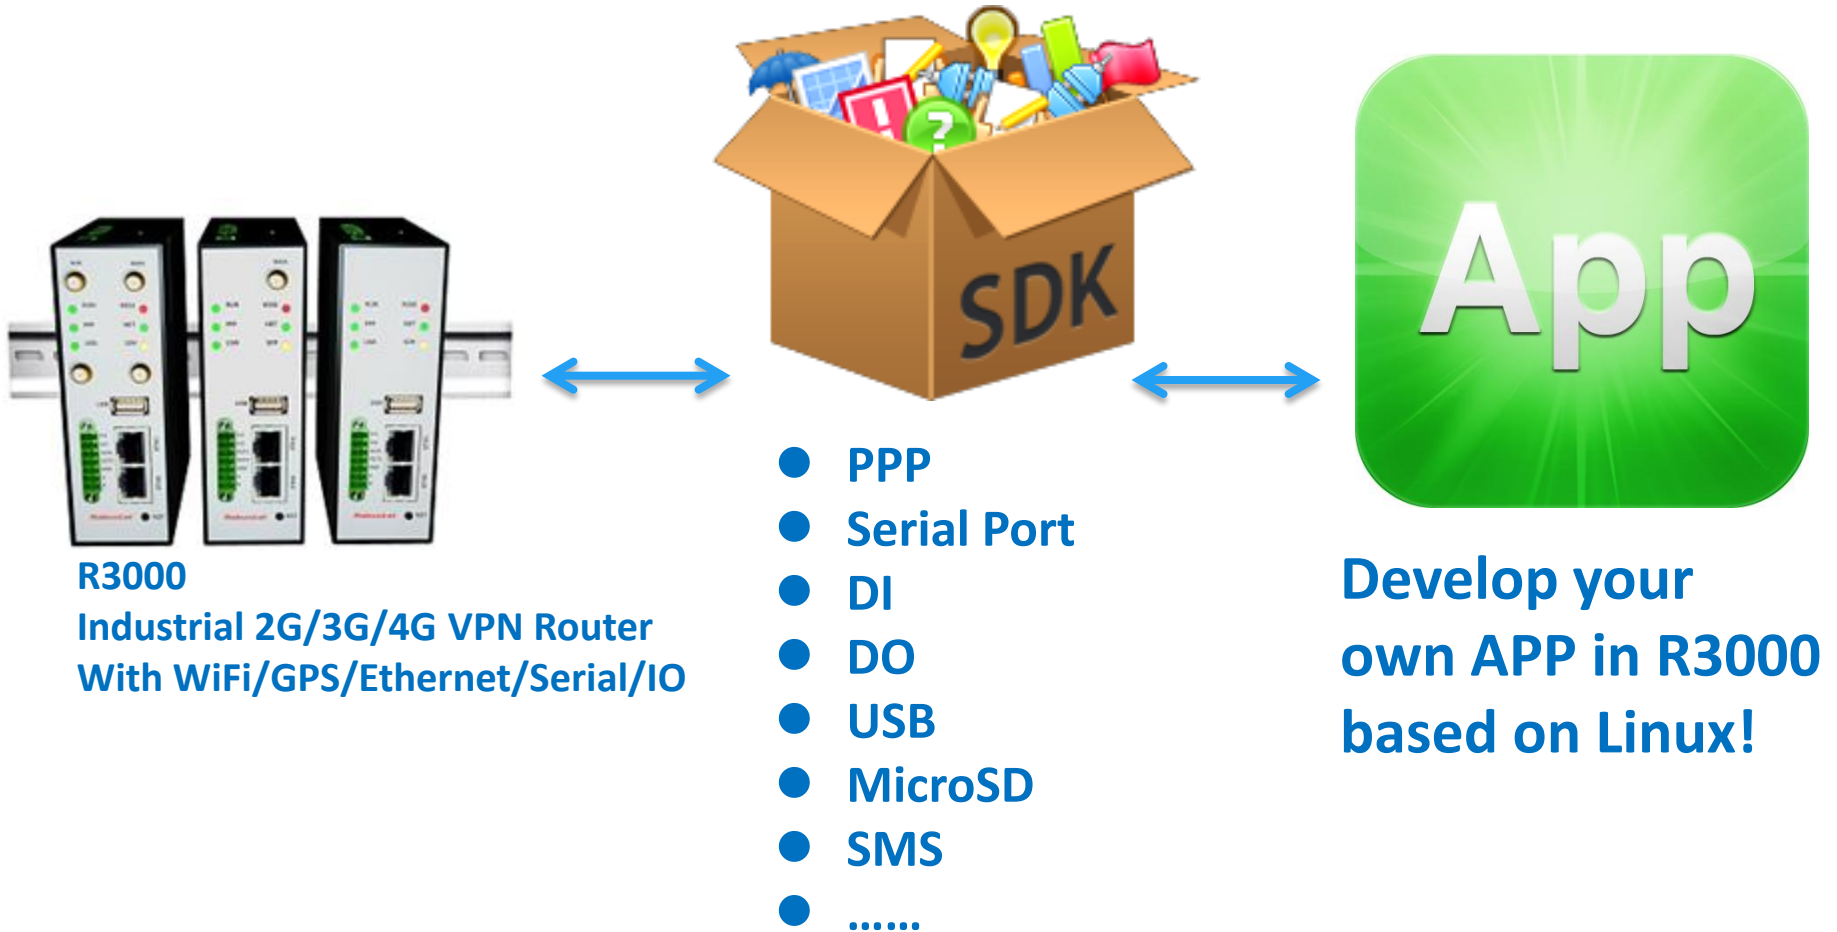 SDK
App
R3000
Industrial 2G/3G/4G VPN Router
With WiFi/GPS/Ethernet/Serial/IO
PPP
Serial Port
DI
DO
USB
MicroSD
SMS
......
Develop your
own APP in R3000
based on Linux!